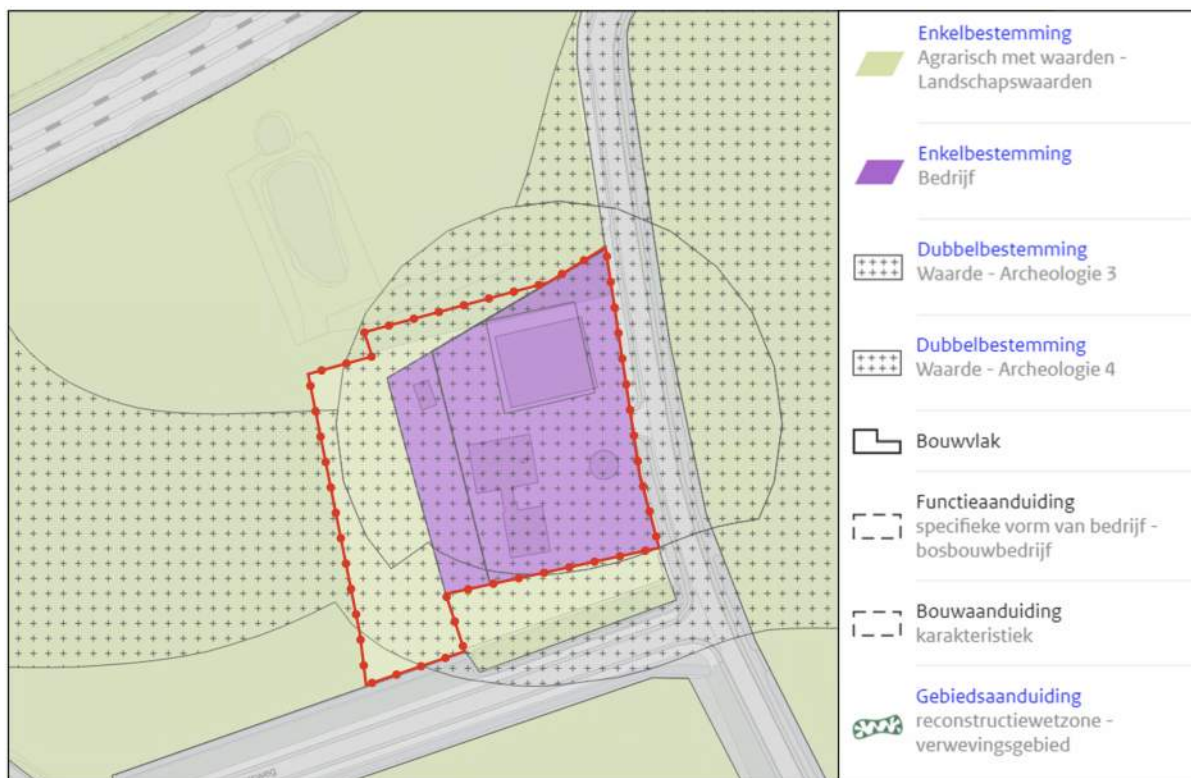 Enkelbestemming
Agrarisch met waarden -
Landschapswaarden
Enkelbestemming
Bedrijf
Dubbelbestemming
Waarde - Archeologie 3
Dubbelbestemming
Waarde - Archeologie 4
Bouwvlak
Functieaanduiding
specifieke vorm van bedrijf -
bosbouwbedrijf
Bouwaanduiding
karakteristiek
Gebiedsaanduiding
reconstructiewetzone -
verwevingsgebied